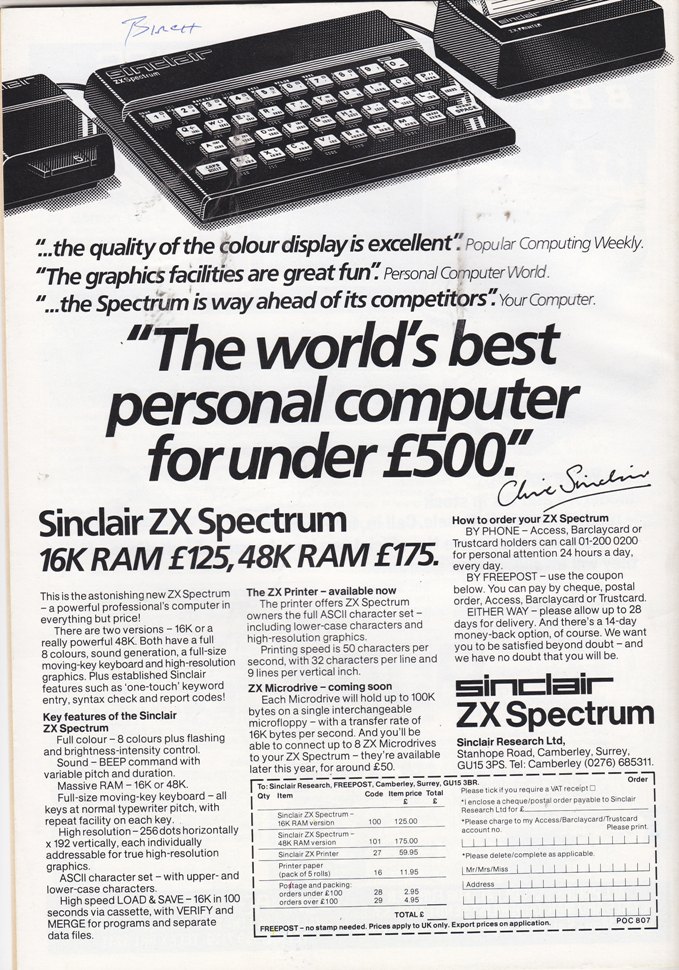 Sinclair
ZX Spectrum
Sinclair
ZX PRINTER
"...the quality of the colour display is excellent". Popular Computing Weekly.
"The graphics facilities are great fun". Personal Computer World.
"...the Spectrum is way ahead of its competitors". Your Computer.
"The world's best
personal computer
for under £500."
Clive Sinclair
Sinclair ZX Spectrum
16K RAM £125, 48K RAM £175.
This is the astonishing new ZX Spectrum
– a powerful professional's computer in
everything but price!
There are two versions – 16K or a
really powerful 48K. Both have a full
8 colours, sound generation, a full-size
moving-key keyboard and high-resolution
graphics. Plus established Sinclair
features such as 'one-touch' keyword
entry, syntax check and report codes!
Key features of the Sinclair
ZX Spectrum
Full colour – 8 colours plus flashing
and brightness-intensity control.
Sound – BEEP command with
variable pitch and duration.
Massive RAM – 16K or 48K.
Full-size moving-key keyboard – all
keys at normal typewriter pitch, with
repeat facility on each key.
High resolution – 256 dots horizontally
x 192 vertically, each individually
addressable for true high-resolution
graphics.
ASCII character set – with upper- and
lower-case characters.
High speed LOAD & SAVE – 16K in 100
seconds via cassette, with VERIFY and
MERGE for programs and separate
data files.
The ZX Printer – available now
The printer offers ZX Spectrum
owners the full ASCII character set –
including lower-case characters and
high-resolution graphics.
Printing speed is 50 characters per
second, with 32 characters per line and
9 lines per vertical inch.
ZX Microdrive – coming soon
Each Microdrive will hold up to 100K
bytes on a single interchangeable
microfloppy – with a transfer rate of
16K bytes per second. And you'll be
able to connect up to 8 ZX Microdrives
to your ZX Spectrum – they're available
later this year, for around £50.
How to order your ZX Spectrum
BY PHONE – Access, Barclaycard or
Trustcard holders can call 01-200 0200
for personal attention 24 hours a day,
every day.
BY FREEPOST – use the coupon
below. You can pay by cheque, postal
order, Access, Barclaycard or Trustcard.
EITHER WAY – please allow up to 28
days for delivery. And there's a 14-day
money-back option, of course. We want
you to be satisfied beyond doubt – and
we have no doubt that you will be.
sinclair
ZX Spectrum
Sinclair Research Ltd,
Stanhope Road, Camberley, Surrey,
GU15 3PS. Tel: Camberley (0276) 685311.
To: Sinclair Research, FREEPOST, Camberley, Surrey, GU15 3BR. Order
Qty Item Code Item price Total
£ £
Sinclair ZX Spectrum –
16K RAM version 100 125.00
Sinclair ZX Spectrum –
48K RAM version 101 175.00
Sinclair ZX Printer 27 59.95
Printer paper
(pack of 5 rolls) 16 11.95
Postage and packing:
orders under £100 28 2.95
orders over £100 29 4.95
TOTAL £
Please tick if you require a VAT receipt
*I enclose a cheque/postal order payable to Sinclair
Research Ltd for £
*Please charge to my Access/Barclaycard/Trustcard
account no. Please print.
*Please delete/complete as applicable.
Mr/Mrs/Miss
Address
FREEPOST – no stamp needed. Prices apply to UK only. Export prices on application. POC 807